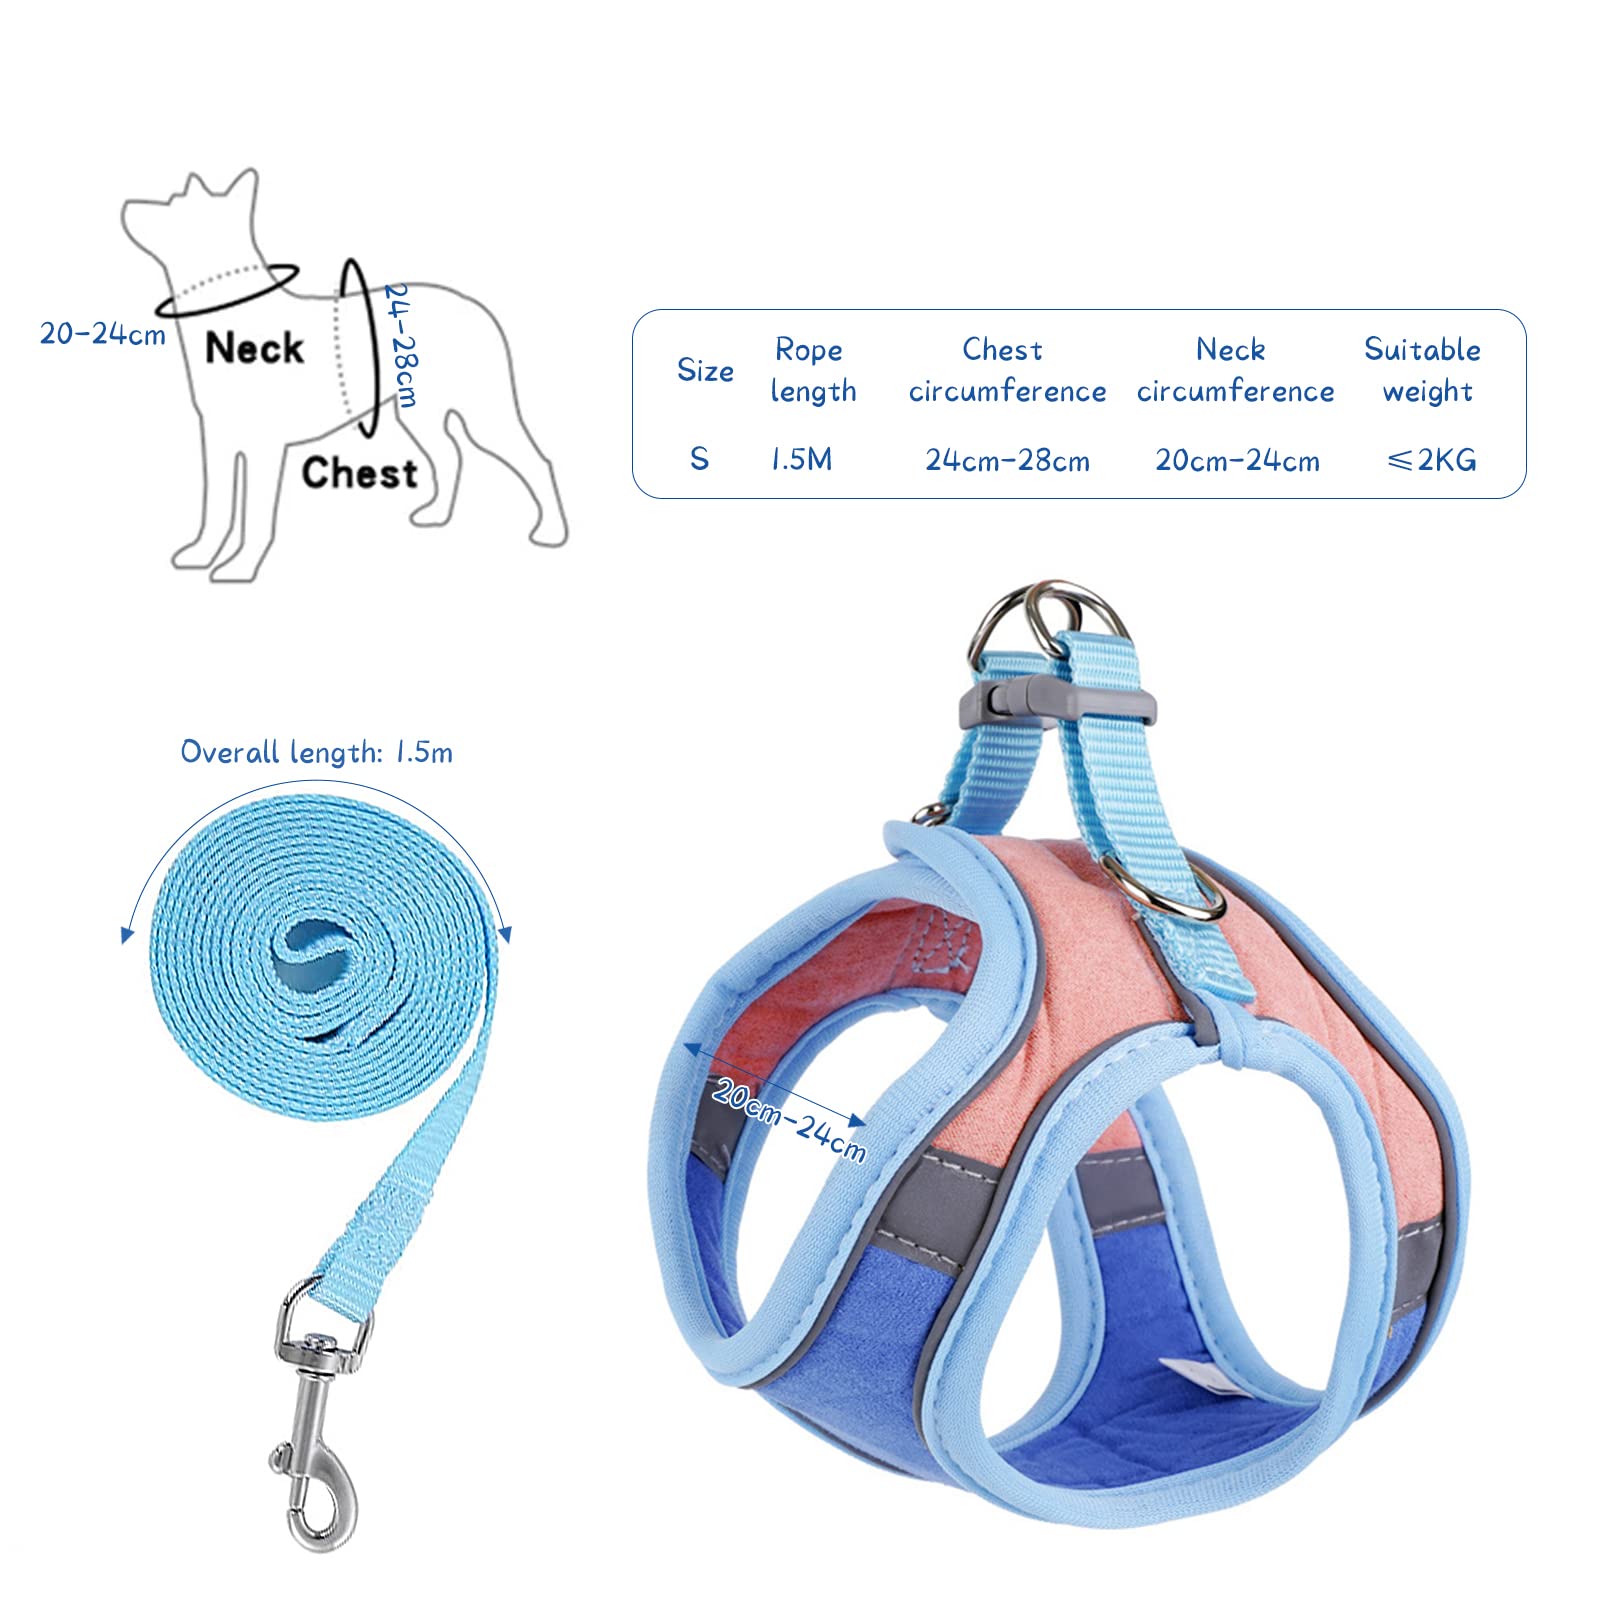 20-24cm
Neck
24-28cm
Chest
Size
Rope
length
Chest
circumference
Neck
circumference
Suitable
weight
S
1.5M
24cm-28cm
20cm-24cm
≤2KG
Overall length: 1.5m
20cm-24cm